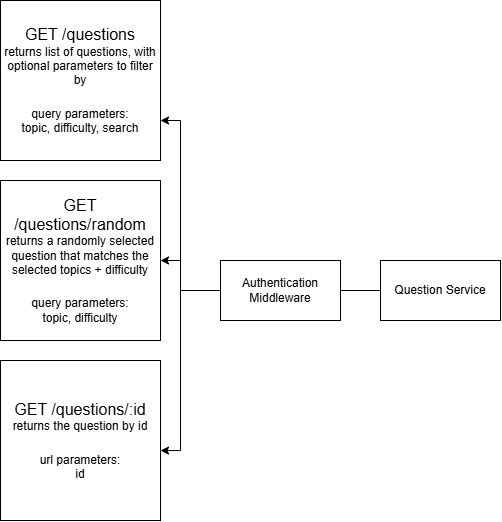 GET /questions
returns list of questions, with
optional parameters to filter
by
query parameters:
topic, difficulty, search
GET
/questions/random
returns a randomly selected
question that matches the
selected topics + difficulty
query parameters:
topic, difficulty
Authentication
Middleware
Question Service
GET /questions/:id
returns the question by id
url parameters:
id